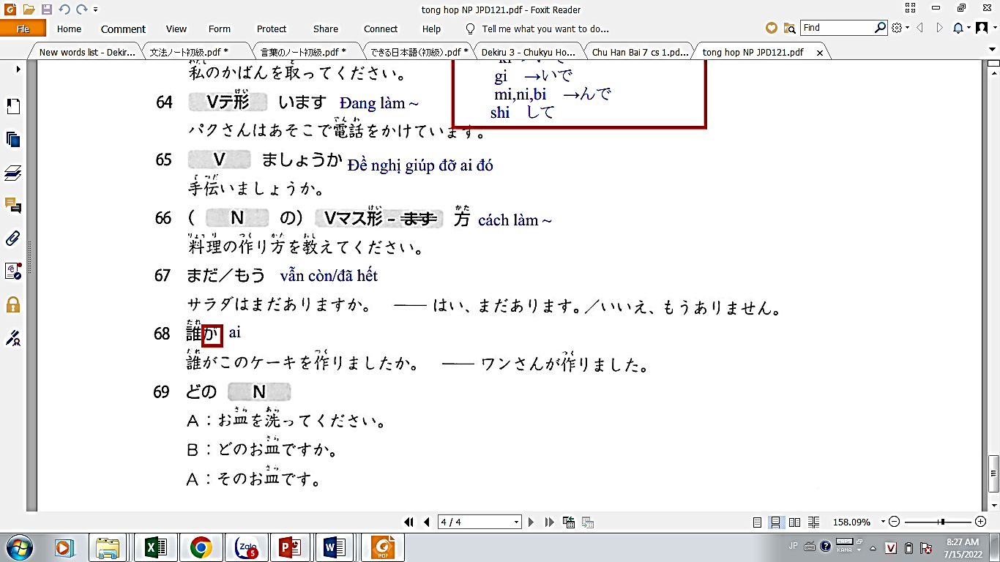 tong hop NP JPD121.pdf - Foxit Reader
File Home Comment View Form Protect Share Connect Help Tell me what you want to do... Find
New words list - Dekir... 文法ノート初級.pdf * 言葉のノート初級.pdf * できる日本語(初級).pdf * Dekiru 3 - Chukyu Ho... Chu Han Bai 7 cs 1.pd... tong hop NP JPD121.pdf
私のかばんを取ってください。
gi →いで
mi,ni,bi →んで
shi して
64 Vテ形 います Đang làm ~
パクさんはあそこで電話をかけています。
65 V ましょうか Đề nghị giúp đỡ ai đó
手伝いましょうか。
66 ( N の) Vマス形 - ます 方 cách làm ~
料理の作り方を教えてください。
67 まだ/もう vẫn còn/đã hết
サラダはまだありますか。 —— はい、まだあります。/いいえ、もうありません。
68 誰が ai
誰がこのケーキを作りましたか。 —— ワンさんが作りました。
69 どの N
A:お皿を洗ってください。
B:どのお皿ですか。
A:そのお皿です。
4 / 4 158.09%
Zalo 5 PDF JP CAPS KANA 8:27 AM
7/15/2022